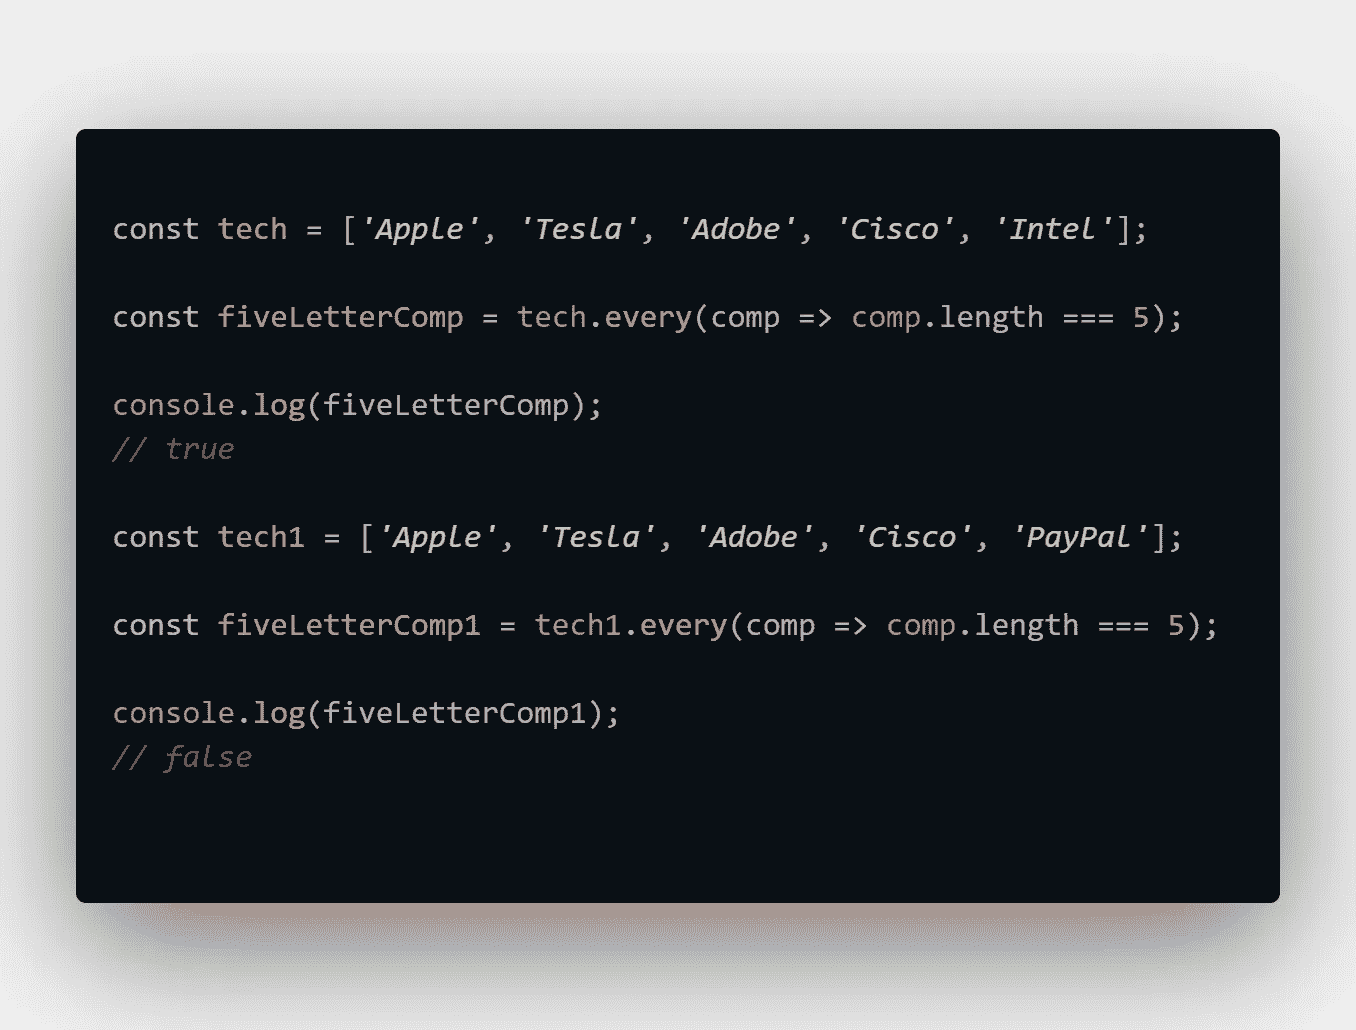 const tech = ['Apple', 'Tesla', 'Adobe', 'Cisco', 'Intel'];
const fiveLetterComp = tech.every(comp => comp.length === 5);
console.log(fiveLetterComp);
// true
const tech1 = ['Apple', 'Tesla', 'Adobe', 'Cisco', 'PayPal'];
const fiveLetterComp1 = tech1.every(comp => comp.length === 5);
console.log(fiveLetterComp1);
// false